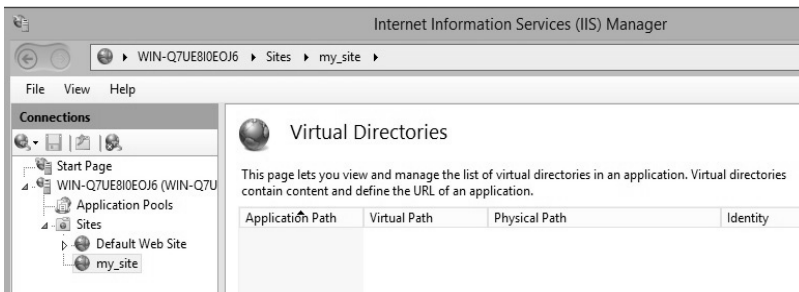 Internet Information Services (IIS) Manager
WIN-Q7UE8I0EOJ6 Sites my_site
File View Help
Connections
Start Page
WIN-Q7UE8I0EOJ6 (WIN-Q7U
Application Pools
Sites
Default Web Site
my_site
Virtual Directories
This page lets you view and manage the list of virtual directories in an application. Virtual directories
contain content and define the URL of an application.
Application Path Virtual Path Physical Path Identity